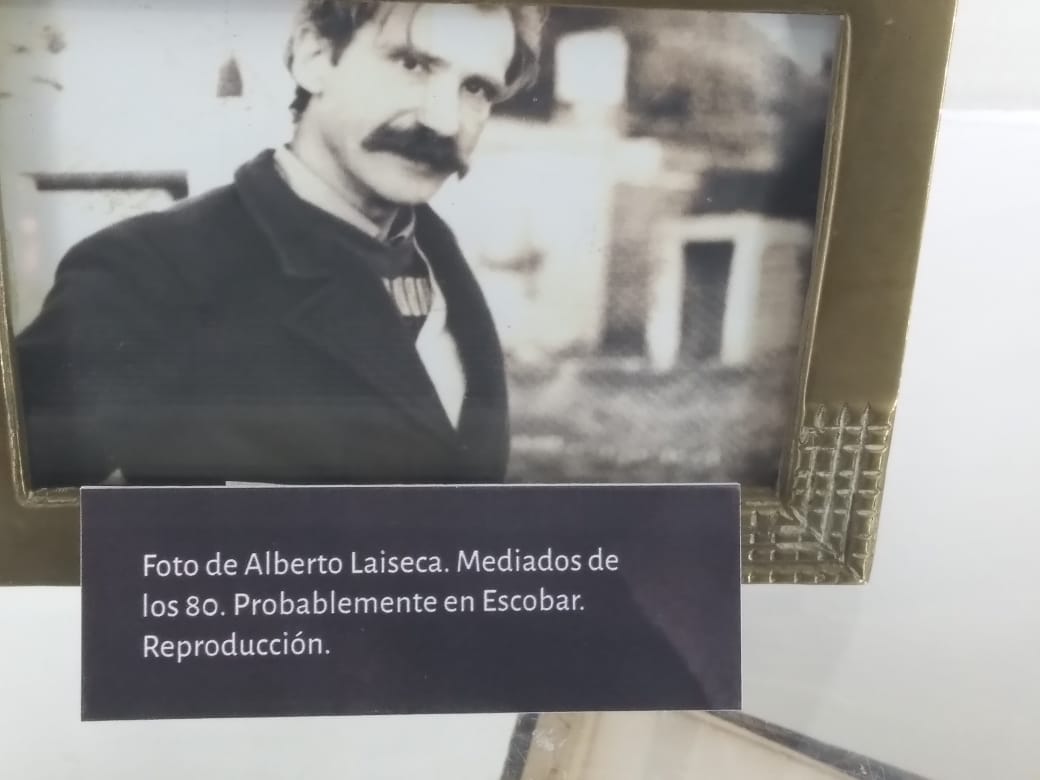 Foto de Alberto Laiseca. Mediados de
los 80. Probablemente en Escobar.
Reproducción.